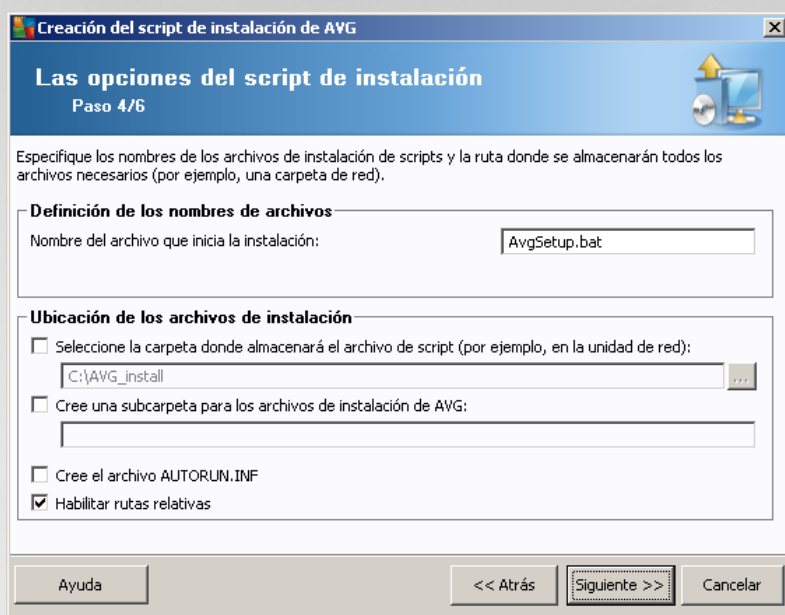 Creación del script de instalación de AVG
Las opciones del script de instalación
Paso 4/6
Especifique los nombres de los archivos de instalación de scripts y la ruta donde se almacenarán todos los
archivos necesarios (por ejemplo, una carpeta de red).
Definición de los nombres de archivos
Nombre del archivo que inicia la instalación:
AvgSetup.bat
Ubicación de los archivos de instalación
Seleccione la carpeta donde almacenará el archivo de script (por ejemplo, en la unidad de red):
C:\AVG_install
...
Cree una subcarpeta para los archivos de instalación de AVG:
Cree el archivo AUTORUN.INF
Habilitar rutas relativas
Ayuda
<< Atrás
Siguiente >>
Cancelar